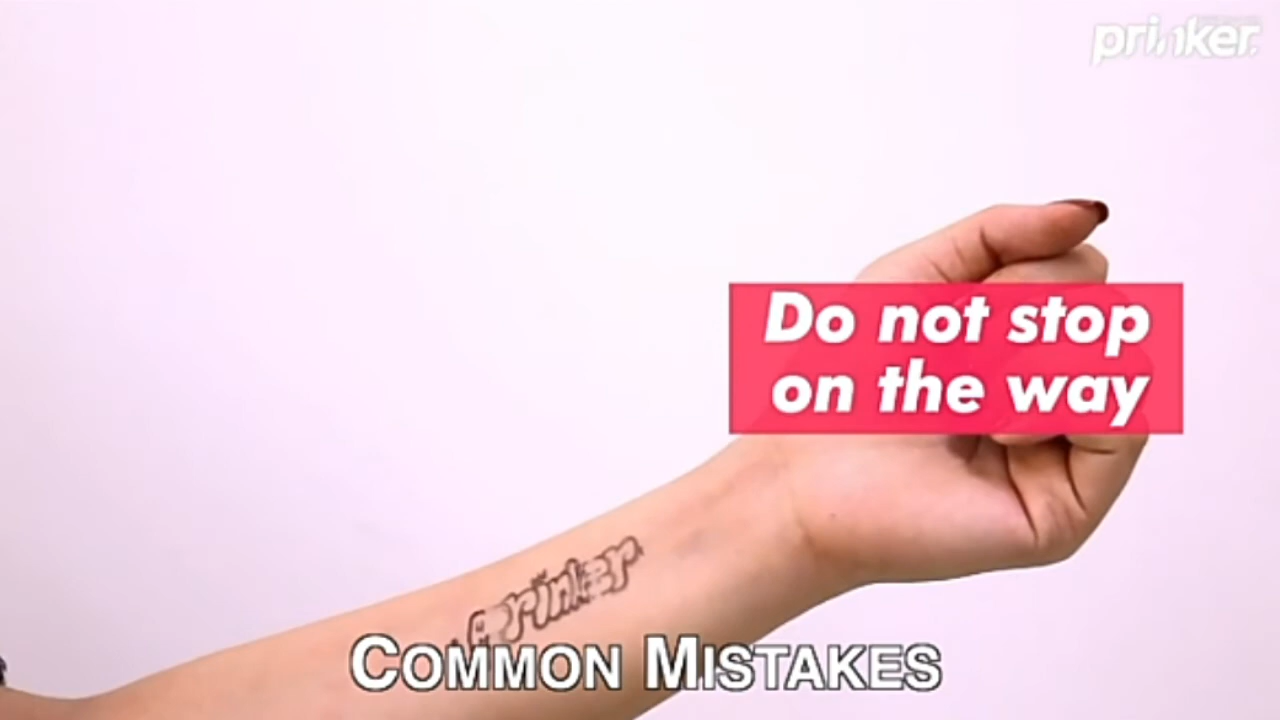 prinker.
Do not stop
on the way
prinker
COMMON MISTAKES